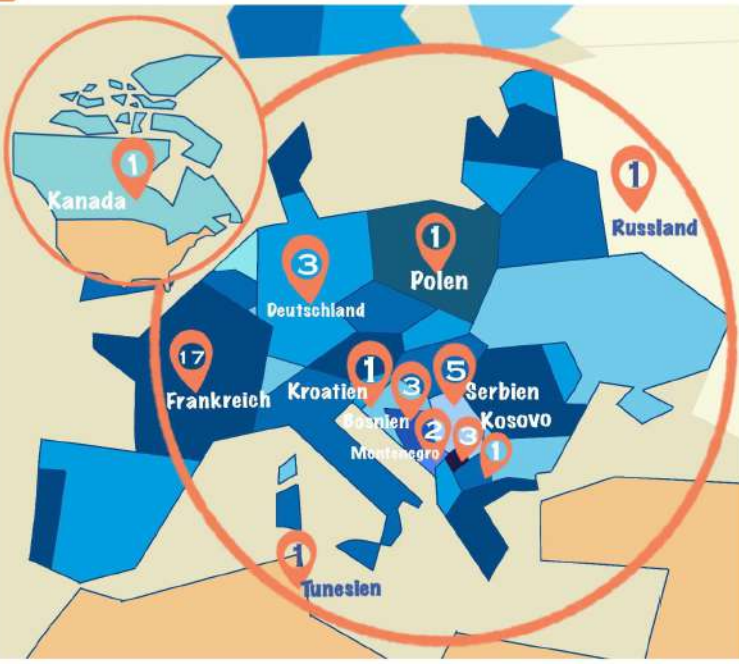 1
Kanada
1
Russland
1
Polen
3
Deutschland
17
Frankreich
1
Kroatien
3
Bosnien
5
Serbien
2
Montenegro
3
Kosovo
1
1
Tunesien